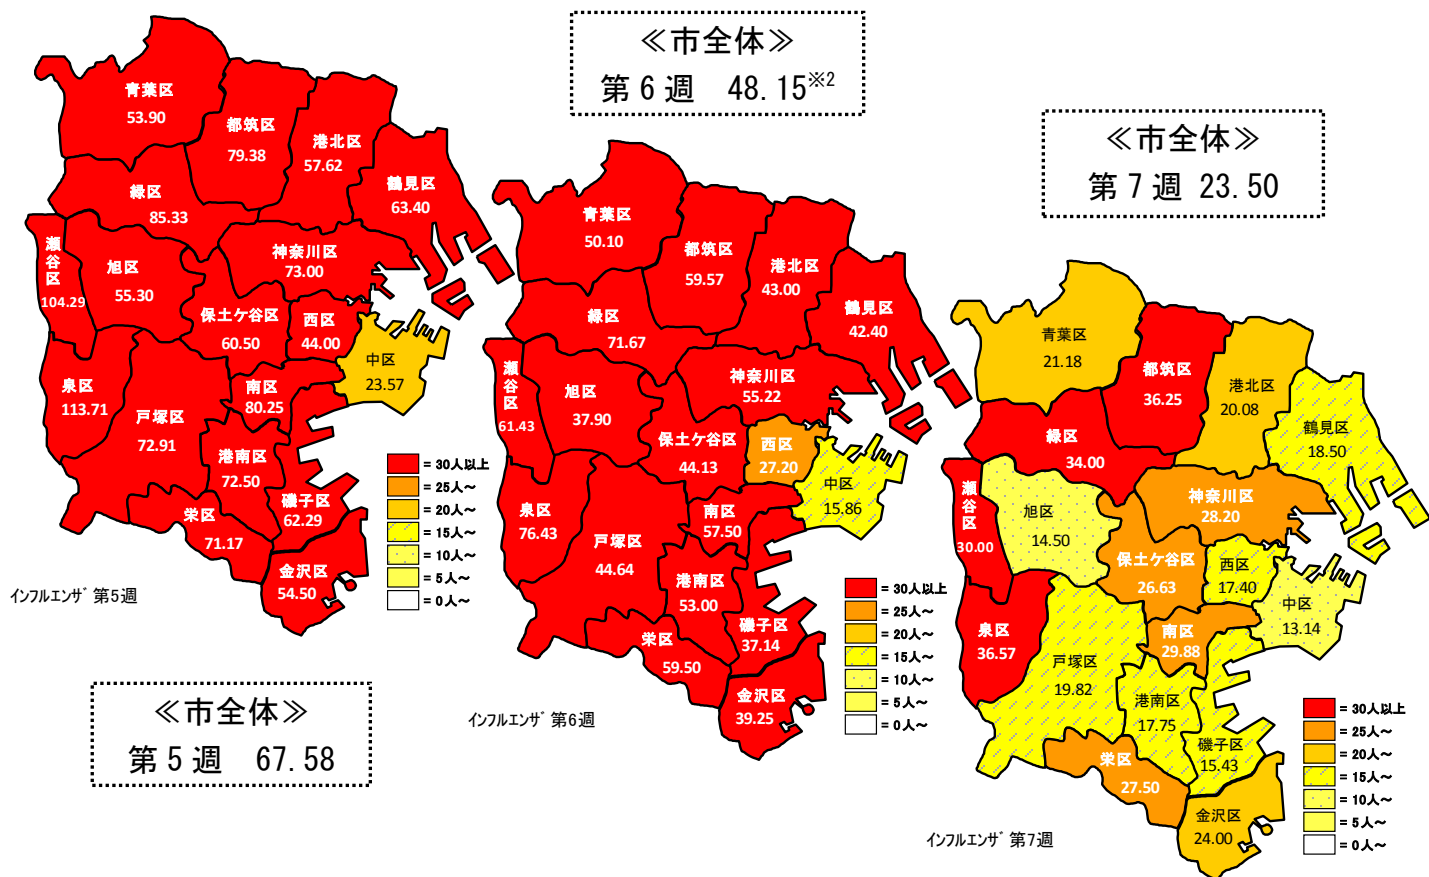 ≪市全体≫
第6週 48.15※2
≪市全体≫
第7週 23.50
≪市全体≫
第5週 67.58
青葉区
53.90
都筑区
79.38
港北区
57.62
鶴見区
63.40
緑区
85.33
瀬谷区
104.29
旭区
55.30
神奈川区
73.00
保土ケ谷区
60.50
西区
44.00
中区
23.57
泉区
113.71
戸塚区
72.91
南区
80.25
港南区
72.50
磯子区
62.29
栄区
71.17
金沢区
54.50
= 30人以上
= 25人～
= 20人～
= 15人～
= 10人～
= 5人～
= 0人～
インフルエンザ 第5週
青葉区
50.10
都筑区
59.57
港北区
43.00
鶴見区
42.40
緑区
71.67
瀬谷区
61.43
旭区
37.90
神奈川区
55.22
保土ケ谷区
44.13
西区
27.20
中区
15.86
泉区
76.43
戸塚区
44.64
南区
57.50
港南区
53.00
磯子区
37.14
栄区
59.50
金沢区
39.25
= 30人以上
= 25人～
= 20人～
= 15人～
= 10人～
= 5人～
= 0人～
インフルエンザ 第6週
青葉区
21.18
都筑区
36.25
港北区
20.08
鶴見区
18.50
緑区
34.00
瀬谷区
30.00
旭区
14.50
神奈川区
28.20
保土ケ谷区
26.63
西区
17.40
中区
13.14
泉区
36.57
戸塚区
19.82
南区
29.88
港南区
17.75
磯子区
15.43
栄区
27.50
金沢区
24.00
= 30人以上
= 25人～
= 20人～
= 15人～
= 10人～
= 5人～
= 0人～
インフルエンザ 第7週